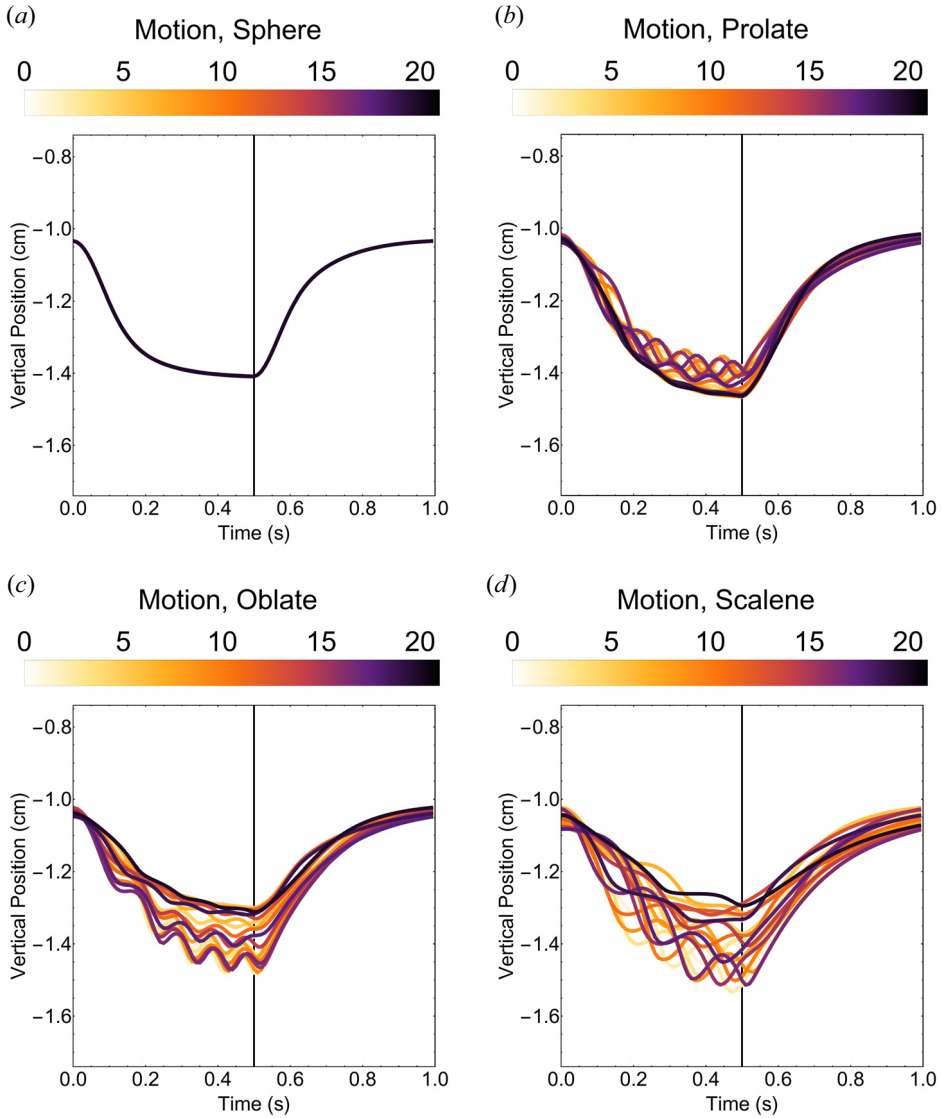 (a)
Motion, Sphere
0 5 10 15 20
−0.8
−1.0
−1.2
−1.4
−1.6
Vertical Position (cm)
0.0 0.2 0.4 0.6 0.8 1.0
Time (s)
(b)
Motion, Prolate
0 5 10 15 20
−0.8
−1.0
−1.2
−1.4
−1.6
Vertical Position (cm)
0.0 0.2 0.4 0.6 0.8 1.0
Time (s)
(c)
Motion, Oblate
0 5 10 15 20
−0.8
−1.0
−1.2
−1.4
−1.6
Vertical Position (cm)
0.0 0.2 0.4 0.6 0.8 1.0
Time (s)
(d)
Motion, Scalene
0 5 10 15 20
−0.8
−1.0
−1.2
−1.4
−1.6
Vertical Position (cm)
0.0 0.2 0.4 0.6 0.8 1.0
Time (s)